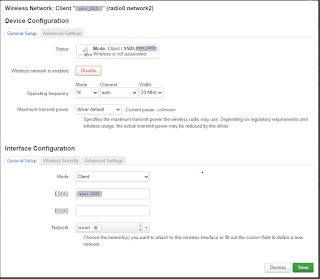 Wireless Network: Client "your_SSID" (radio0.network2)
Device Configuration
General Setup Advanced Settings
Status Mode: Client | SSID: your_SSID
-- dBm Wireless is not associated
Wireless network is enabled Disable
Mode Channel Width
Operating frequency N auto 20 MHz
Maximum transmit power driver default - Current power: unknown
Specifies the maximum transmit power the wireless radio may use. Depending on regulatory requirements and
wireless usage, the actual transmit power may be reduced by the driver.
Interface Configuration
General Setup Wireless Security Advanced Settings
Mode Client
ESSID your_SSID
BSSID
Network wwan
Choose the network(s) you want to attach to this wireless interface or fill out the custom field to define a new
network.
Dismiss Save